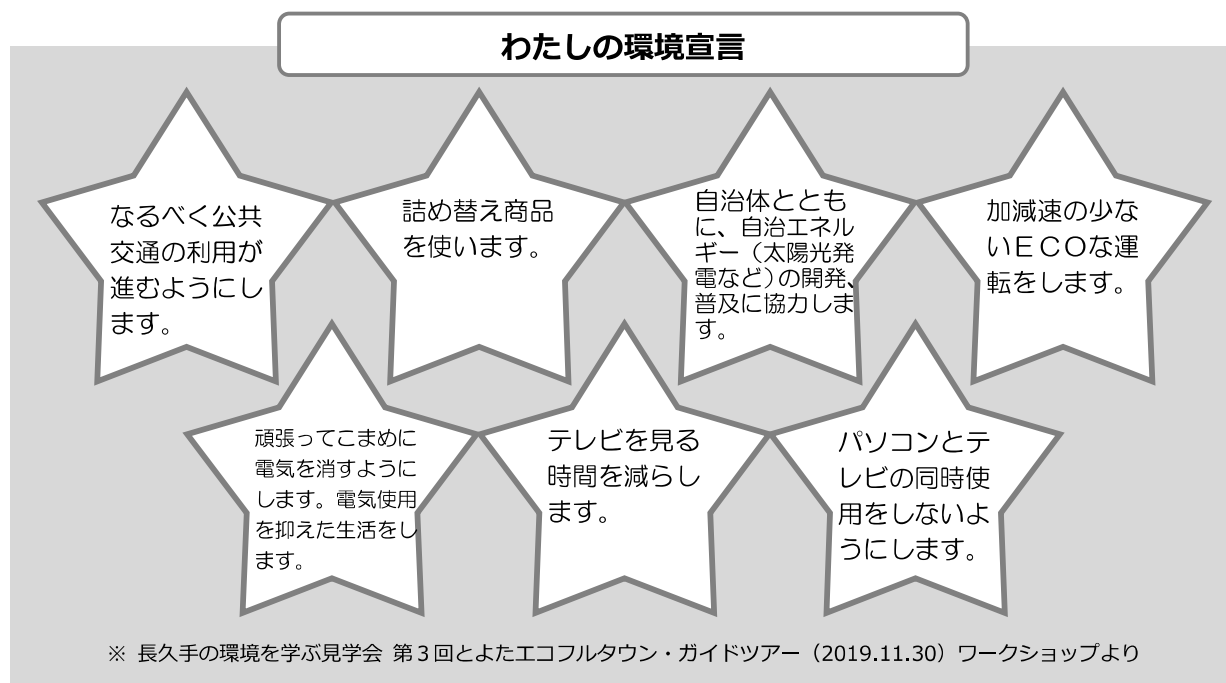 わたしの環境宣言
なるべく公共
交通の利用が
進むようにし
ます。
詰め替え商品
を使います。
自治体ととも
に、自治エネル
ギー（太陽光発
電など）の開発、
普及に協力しま
す。
加減速の少な
いＥＣＯな運
転をします。
頑張ってこまめに
電気を消すように
します。電気使用
を抑えた生活をし
ます。
テレビを見る
時間を減らし
ます。
パソコンとテ
レビの同時使
用をしないよ
うにします。
※ 長久手の環境を学ぶ見学会 第３回とよたエコフルタウン・ガイドツアー（2019.11.30）ワークショップより